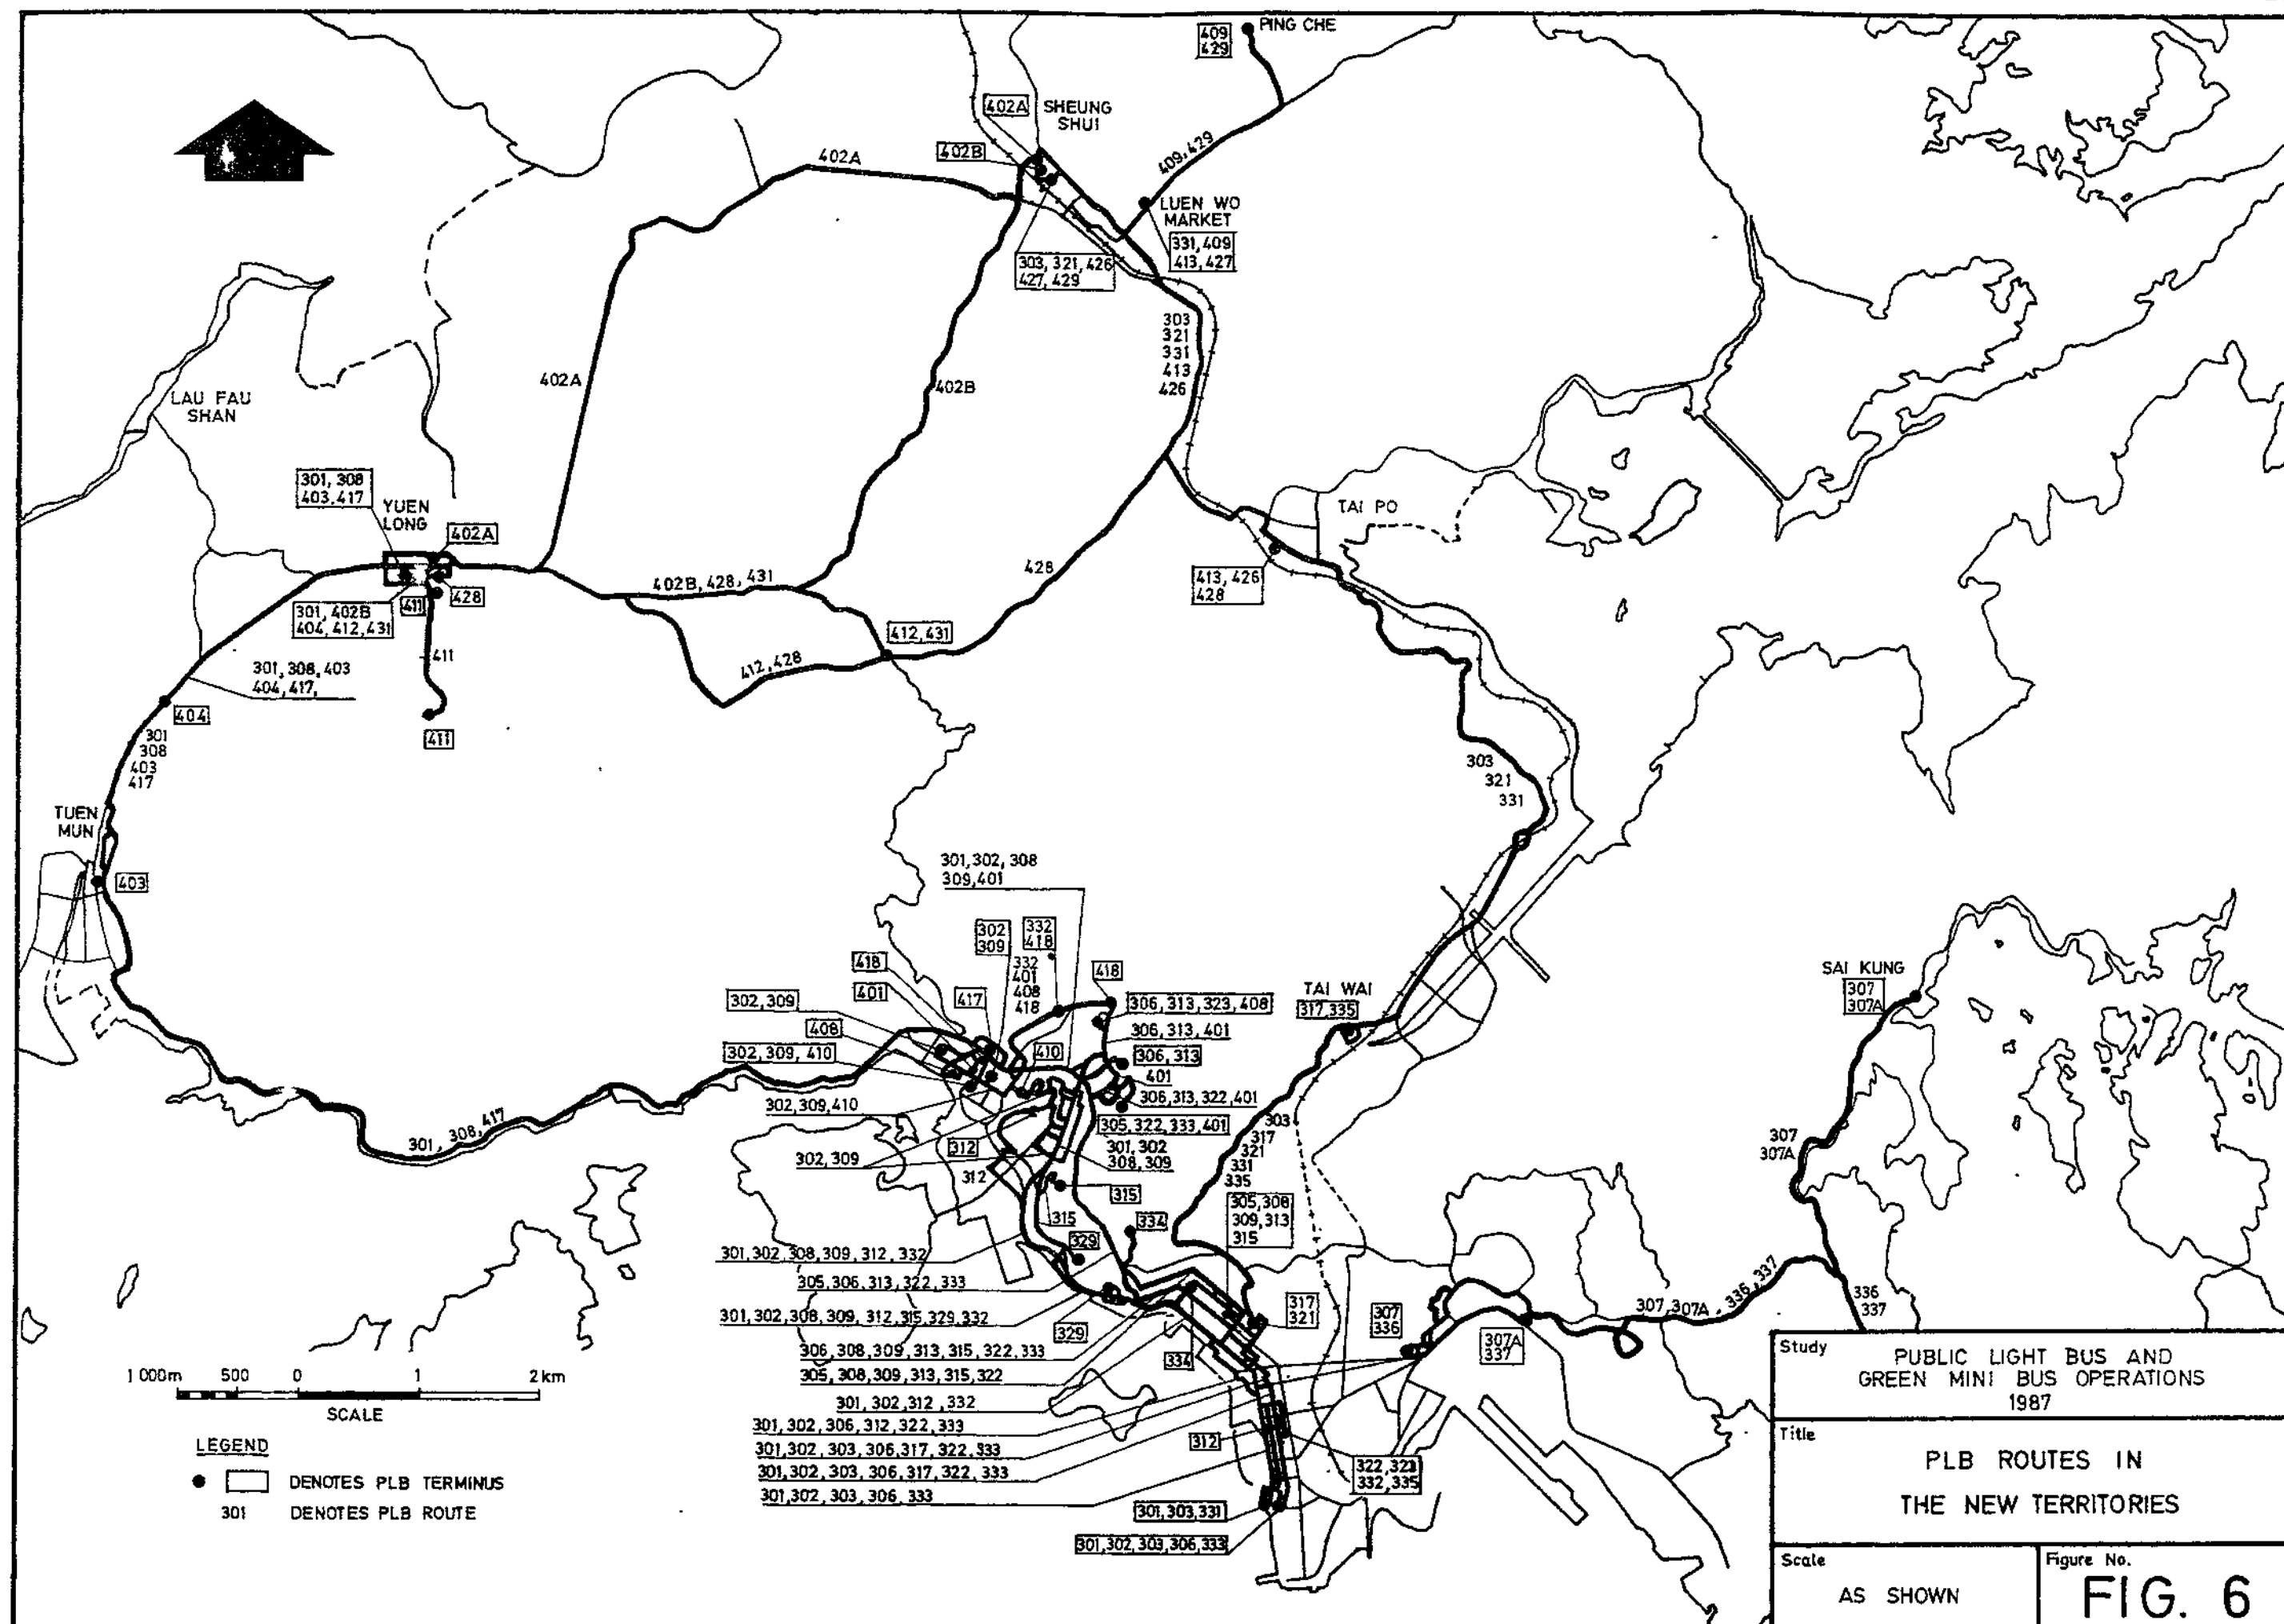 PING CHE
409
429
402A
SHEUNG
SHUI
402B
402A
409,429
LUEN WO
MARKET
331,409
413,427
303, 321, 426
427, 429
303
321
331
413
426
402A
402B
LAU FAU
SHAN
301, 308
403,417
YUEN
LONG
402A
TAI PO
428
402B, 428, 431
413, 426
428
301, 402B
404, 412,431
411
428
412,431
411
412,428
301, 308, 403
404, 417,
404
411
301
308
403
417
303
321
331
TUEN
MUN
403
301,302, 308
309,401
302
309
332
418
332
401
408
418
418
401
417
418
SAI KUNG
307
307A
TAI WAI
317,335
302,309
306, 313, 323, 408
408
306, 313, 401
302, 309, 410
410
306, 313
401
302,309,410
306,313,322,401
305,322,333,401
301, 302
308, 309
303
317
321
331
335
307
307A
301, 308, 417
302,309
312
312
315
305,308
309,313
315
315
334
329
301,302,308,309, 312, 332
305,306,313,322,333
307,307A, 336,337
336
337
301, 302,308,309, 312,315,329,332
329
317
321
307
336
307A
337
306,308,309,313,315,322,333
334
305,308,309,313,315,322
301,302,312 ,332
301,302,306,312,322,333
312
301,302, 303,306,317,322,333
301,302, 303, 306,317,322, 333
322,323
332,335
301,302, 303, 306,333
301,303,331
301,302,303,306,333
1 000m 500 0 1 2 km
SCALE
LEGEND
DENOTES PLB TERMINUS
301 DENOTES PLB ROUTE
Study
PUBLIC LIGHT BUS AND
GREEN MINI BUS OPERATIONS
1987
Title
PLB ROUTES IN
THE NEW TERRITORIES
Scale
AS SHOWN
Figure No.
FIG. 6